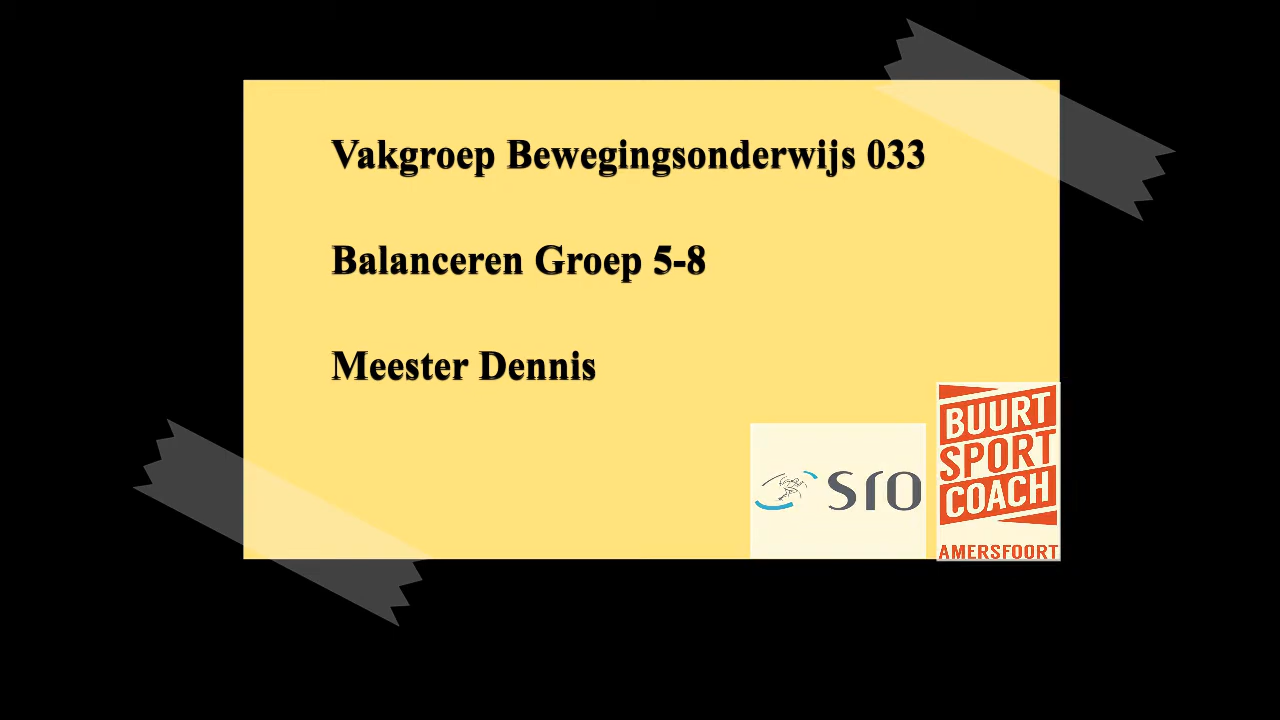 Vakgroep Bewegingsonderwijs 033
Balanceren Groep 5-8
Meester Dennis
sro
BUURT
SPORT
COACH
AMERSFOORT